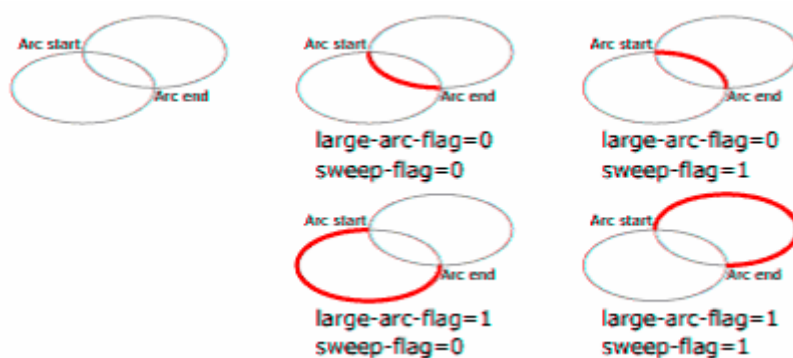 Arc start
Arc end
Arc start
Arc end
large-arc-flag=0
sweep-flag=0
Arc start
Arc end
large-arc-flag=0
sweep-flag=1
Arc start
Arc end
large-arc-flag=1
sweep-flag=0
Arc start
Arc end
large-arc-flag=1
sweep-flag=1